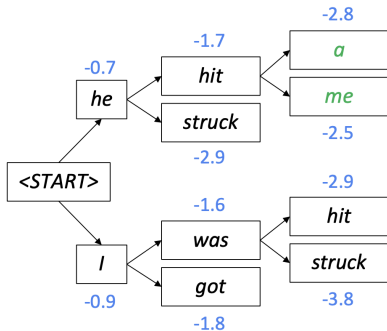 -2.8
-1.7
a
-0.7
hit
he
me
struck
-2.5
-2.9
<START>
-2.9
-1.6
hit
was
I
struck
got
-0.9
-3.8
-1.8